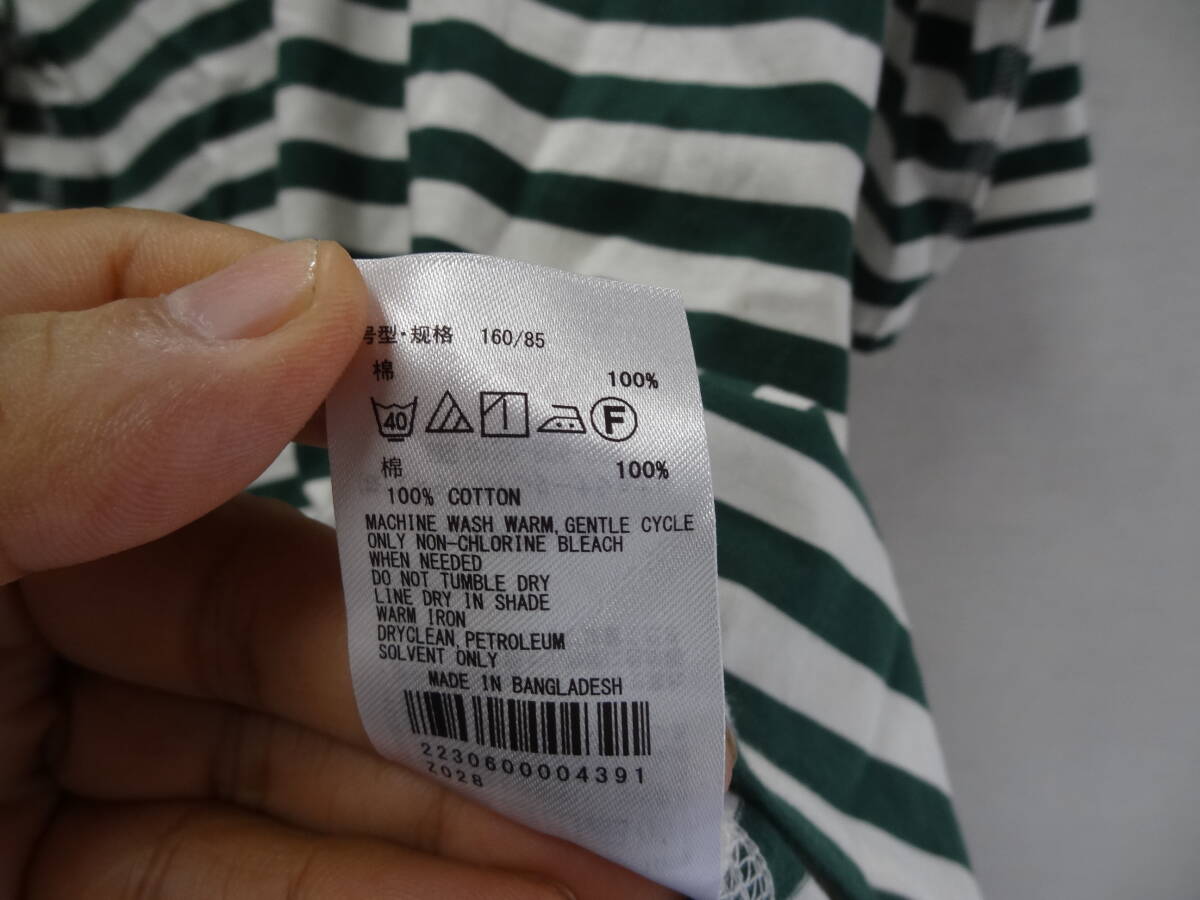 号型·规格 160/85
棉 100%
40 F
棉 100%
100% COTTON
MACHINE WASH WARM, GENTLE CYCLE
ONLY NON-CHLORINE BLEACH
WHEN NEEDED
DO NOT TUMBLE DRY
LINE DRY IN SHADE
WARM IRON
DRYCLEAN, PETROLEUM
SOLVENT ONLY
MADE IN BANGLADESH
2230600004391
Z028